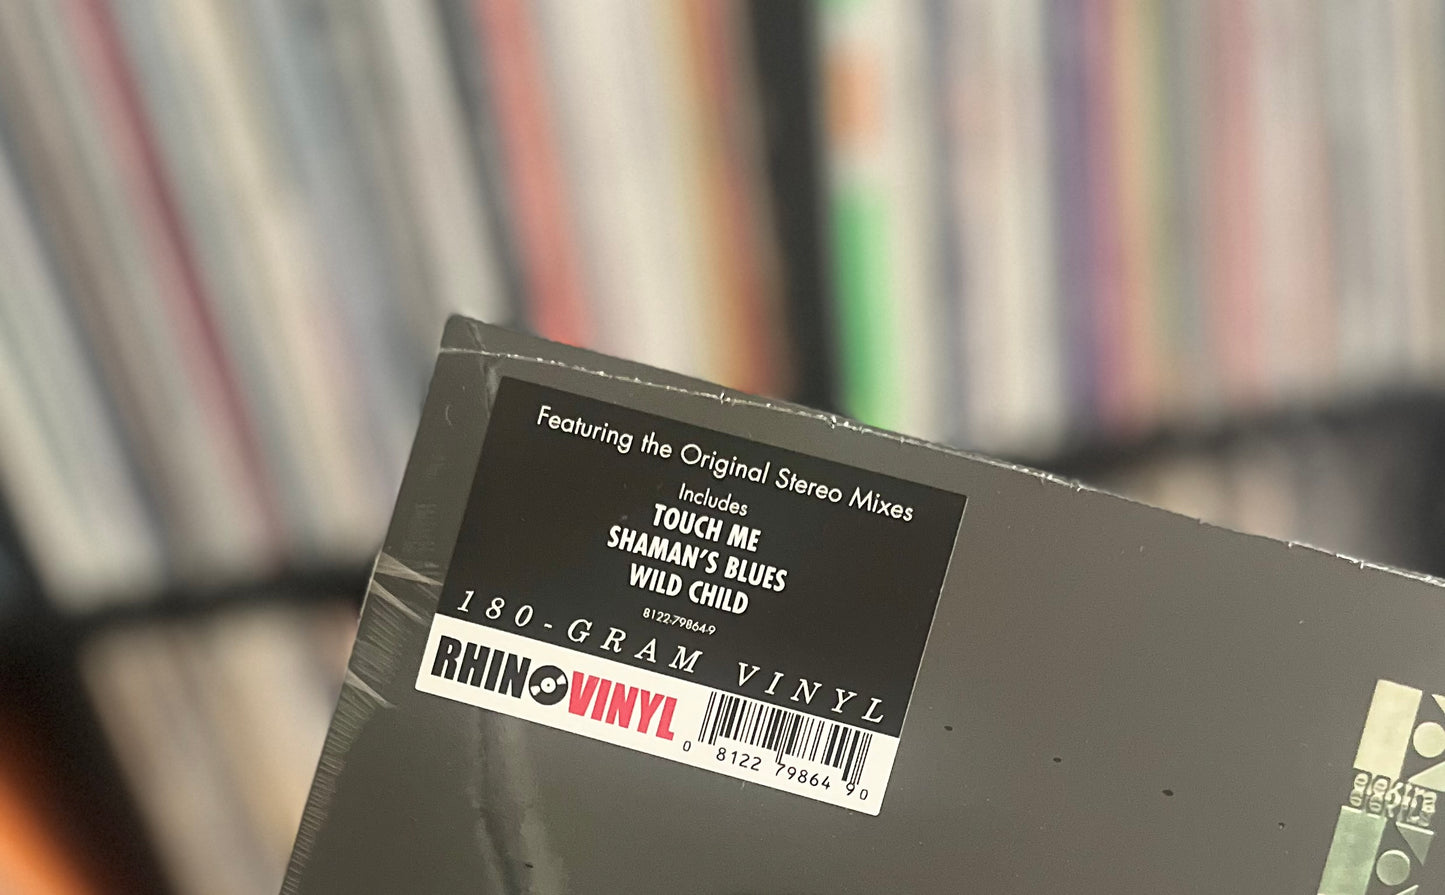 Featuring the Original Stereo Mixes
Includes
TOUCH ME
SHAMAN'S BLUES
WILD CHILD
8122-79864-9
180-GRAM VINYL
RHINO VINYL
0 8122 79864 9 0
elektra